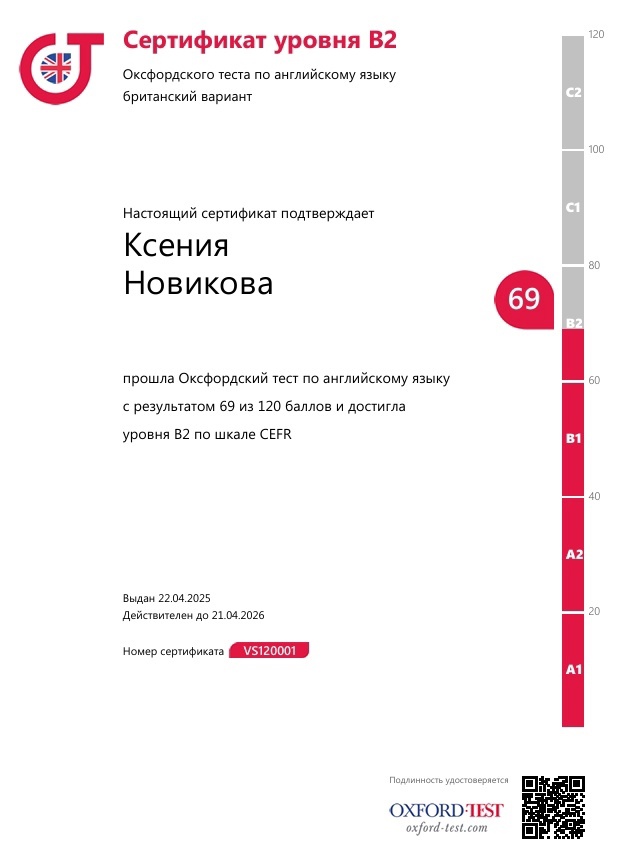 Сертификат уровня B2
Оксфордского теста по английскому языку
британский вариант
Настоящий сертификат подтверждает
Ксения
Новикова
прошла Оксфордский тест по английскому языку
с результатом 69 из 120 баллов и достигла
уровня B2 по шкале CEFR
Выдан 22.04.2025
Действителен до 21.04.2026
Номер сертификата VS120001
120
C2
100
C1
80
69
B2
60
B1
40
A2
20
A1
Подлинность удостоверяется
OXFORD·TEST
oxford-test.com